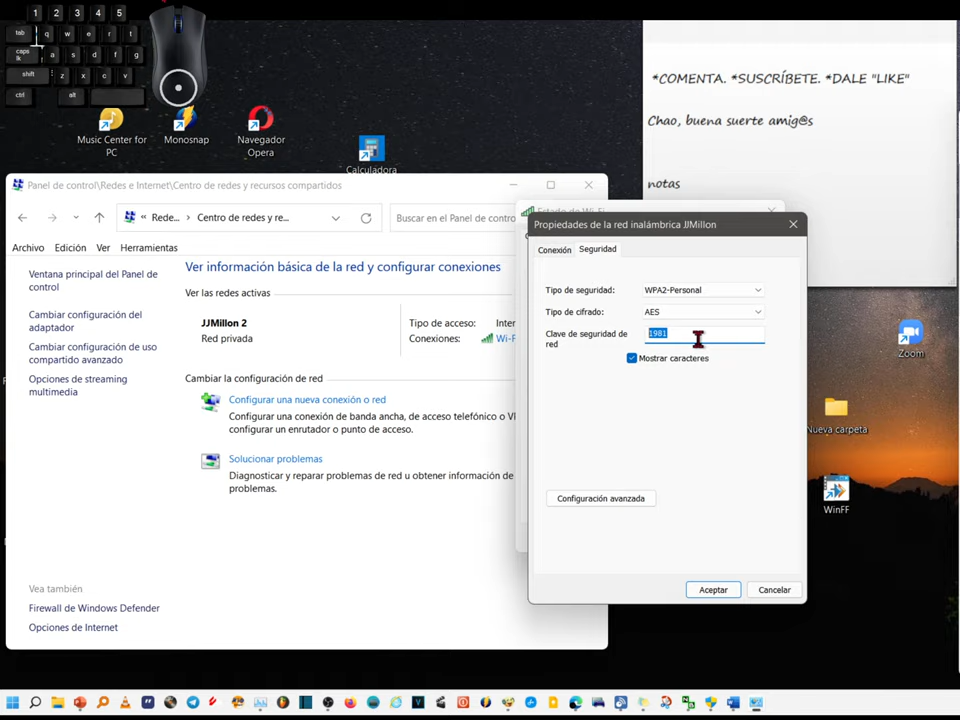 1 2 3 4 5
tab q w e r t
caps lk a s d f g
shift z x c v
ctrl alt
Music Center for PC
Monosnap
Navegador Opera
Calculadora
*COMENTA. *SUSCRÍBETE. *DALE "LIKE"
Chao, buena suerte amig@s
notas
Zoom
Nueva carpeta
WinFF
Panel de control\Redes e Internet\Centro de redes y recursos compartidos
« Rede... › Centro de redes y re...
Buscar en el Panel de contro
Archivo Edición Ver Herramientas
Ventana principal del Panel de
control
Cambiar configuración del
adaptador
Cambiar configuración de uso
compartido avanzado
Opciones de streaming
multimedia
Vea también
Firewall de Windows Defender
Opciones de Internet
Ver información básica de la red y configurar conexiones
Ver las redes activas
JJMillon 2
Red privada
Tipo de acceso: Inter
Conexiones: Wi-F
Cambiar la configuración de red
Configurar una nueva conexión o red
Configurar una conexión de banda ancha, de acceso telefónico o VP
configurar un enrutador o punto de acceso.
Solucionar problemas
Diagnosticar y reparar problemas de red u obtener información de
problemas.
Estado de Wi-Fi
Propiedades de la red inalámbrica JJMillon
Conexión Seguridad
Tipo de seguridad: WPA2-Personal
Tipo de cifrado: AES
Clave de seguridad de
red
1981
Mostrar caracteres
Configuración avanzada
Aceptar Cancelar